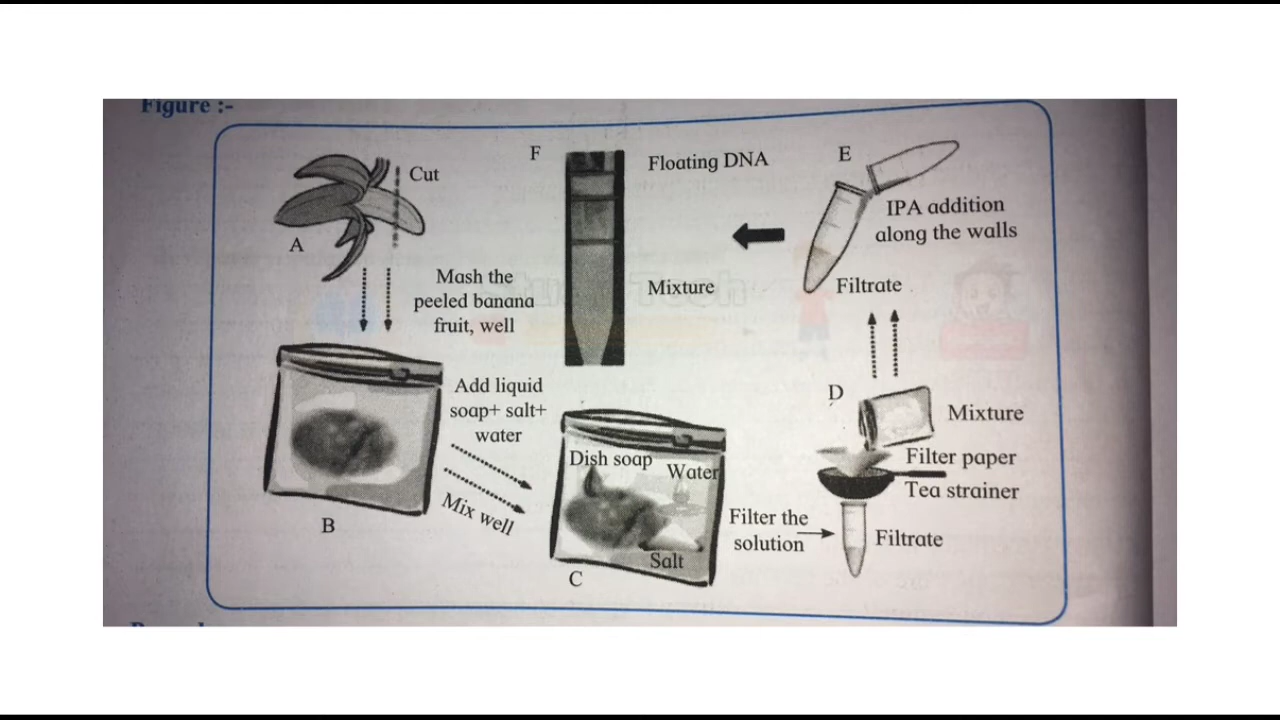 Figure :-
A
Cut
Mash the
peeled banana
fruit, well
B
Add liquid
soap+ salt+
water
Mix well
Dish soap
Water
Salt
C
Filter the
solution
D
Mixture
Filter paper
Tea strainer
Filtrate
E
IPA addition
along the walls
Filtrate
F
Floating DNA
Mixture